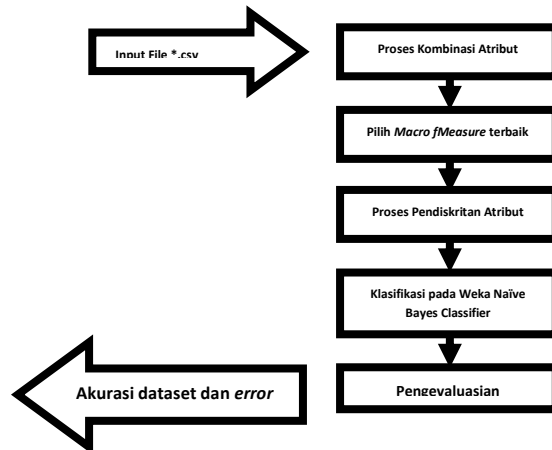 Input File *.csv
Proses Kombinasi Atribut
Pilih Macro fMeasure terbaik
Proses Pendiskritan Atribut
Klasifikasi pada Weka Naïve
Bayes Classifier
Pengevaluasian
Akurasi dataset dan error